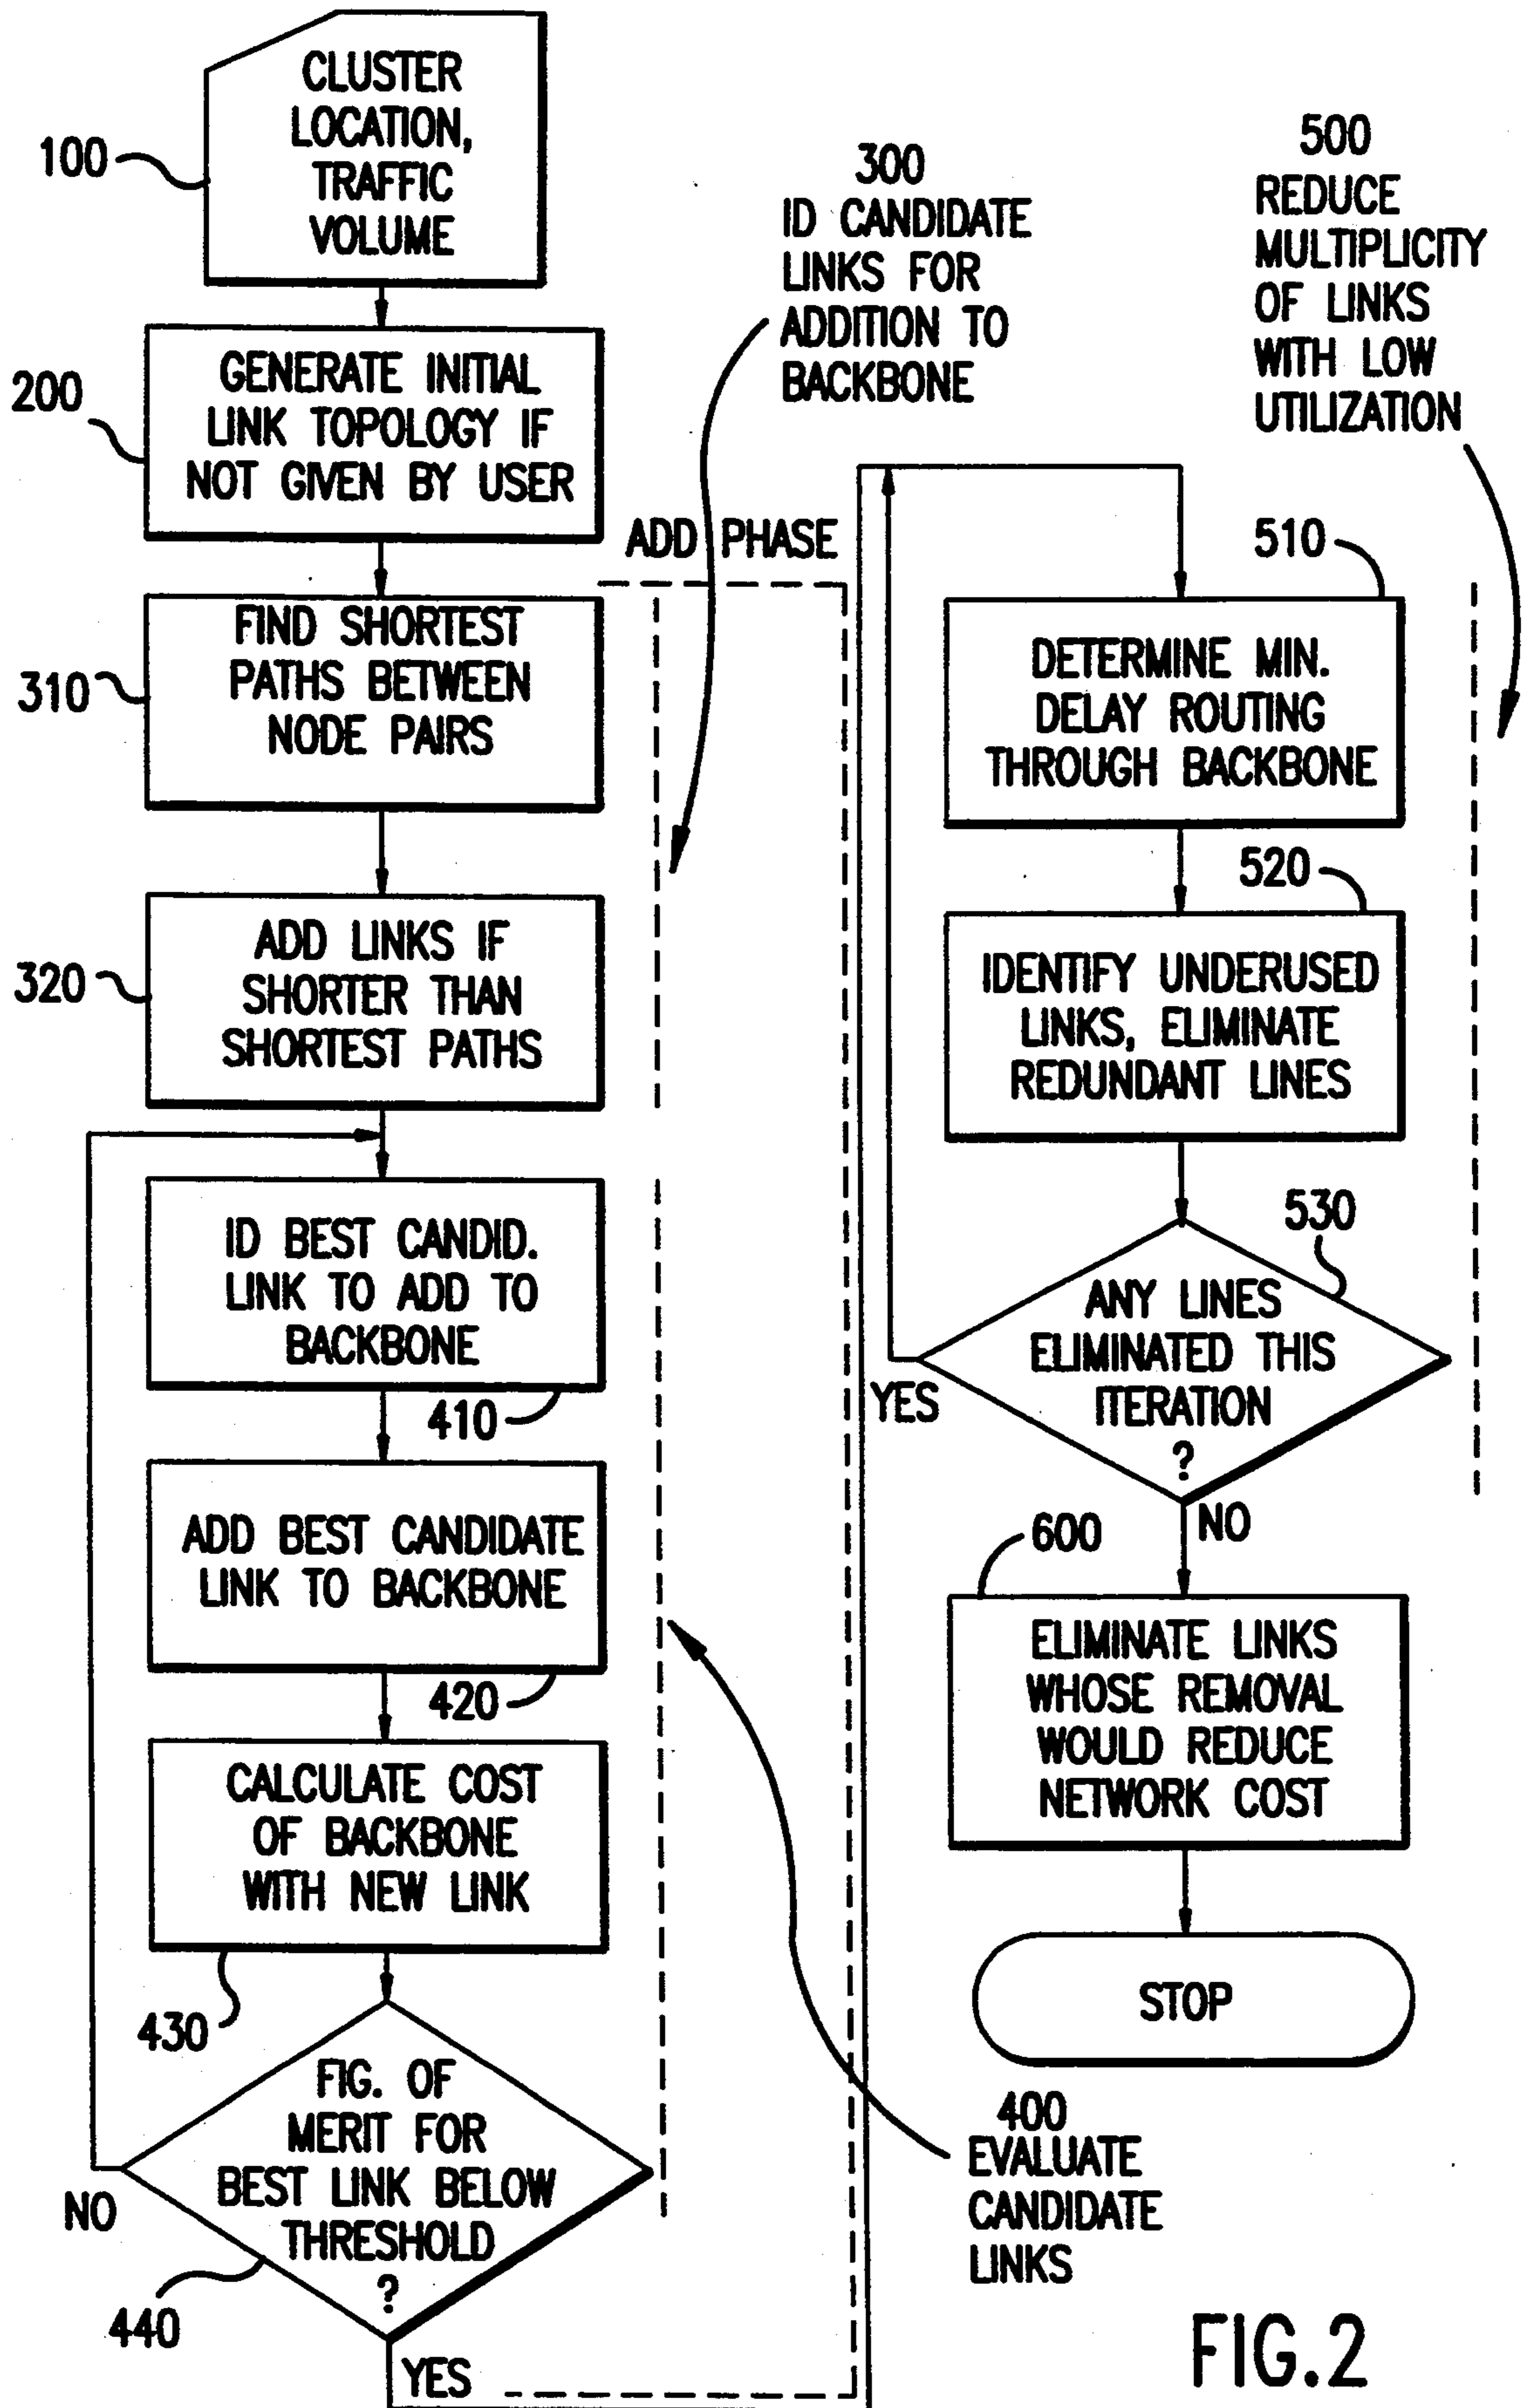 CLUSTER
LOCATION,
TRAFFIC
VOLUME
100
GENERATE INITIAL
LINK TOPOLOGY IF
NOT GIVEN BY USER
200
ADD PHASE
300
ID CANDIDATE
LINKS FOR
ADDITION TO
BACKBONE
FIND SHORTEST
PATHS BETWEEN
NODE PAIRS
310
ADD LINKS IF
SHORTER THAN
SHORTEST PATHS
320
ID BEST CANDID.
LINK TO ADD TO
BACKBONE
410
ADD BEST CANDIDATE
LINK TO BACKBONE
420
CALCULATE COST
OF BACKBONE
WITH NEW LINK
430
FIG. OF
MERIT FOR
BEST LINK BELOW
THRESHOLD
?
440
NO
YES
400
EVALUATE
CANDIDATE
LINKS
500
REDUCE
MULTIPLICITY
OF LINKS
WITH LOW
UTILIZATION
510
DETERMINE MIN.
DELAY ROUTING
THROUGH BACKBONE
520
IDENTIFY UNDERUSED
LINKS, ELIMINATE
REDUNDANT LINES
530
ANY LINES
ELIMINATED THIS
ITERATION
?
YES
NO
600
ELIMINATE LINKS
WHOSE REMOVAL
WOULD REDUCE
NETWORK COST
STOP
FIG.2